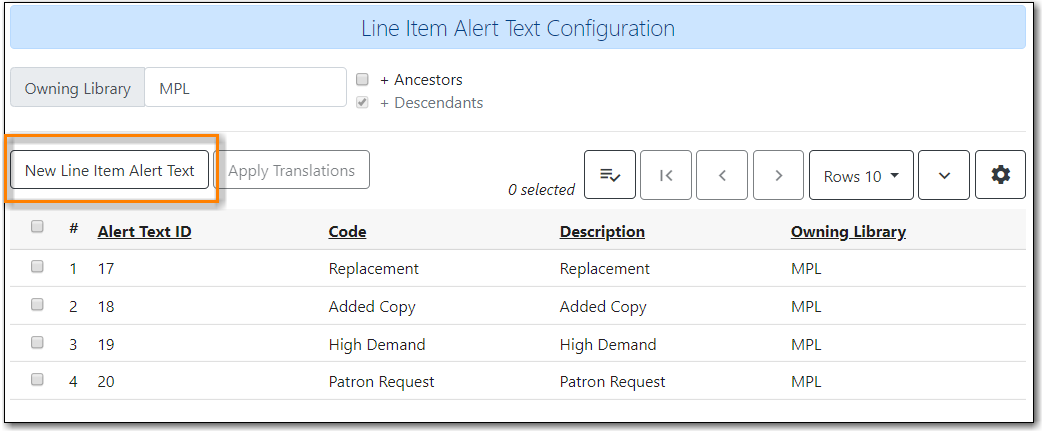 Line Item Alert Text Configuration
Owning Library MPL + Ancestors
+ Descendants
New Line Item Alert Text Apply Translations 0 selected Rows 10
# Alert Text ID Code Description Owning Library
1 17 Replacement Replacement MPL
2 18 Added Copy Added Copy MPL
3 19 High Demand High Demand MPL
4 20 Patron Request Patron Request MPL